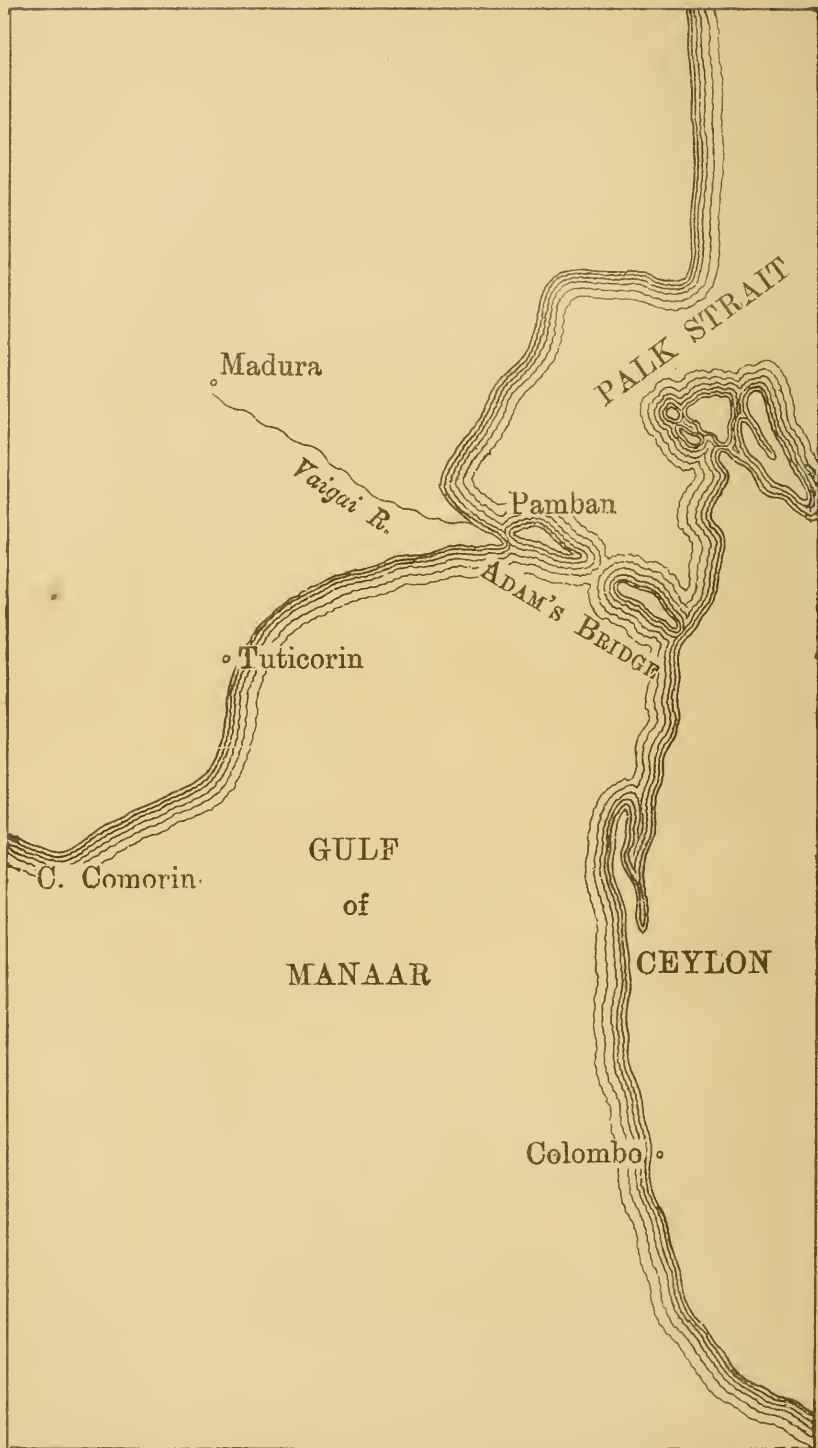 PALK STRAIT
Madura
Vaigai R.
Pamban
ADAM'S BRIDGE
Tuticorin
GULF
of
MANAAR
C. Comorin
CEYLON
Colombo